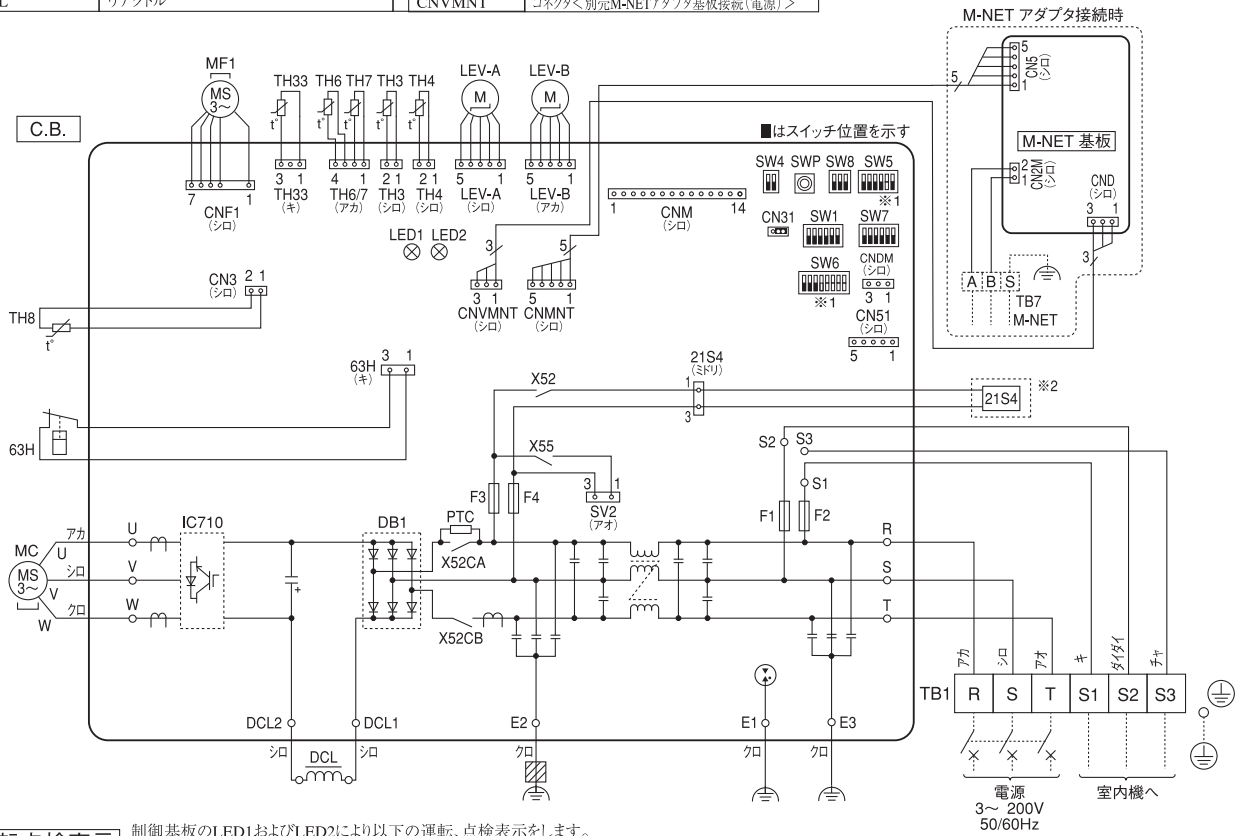 リアクトル
CNVMNT コネクタ<別売M-NETアダプタ基板接続(電源)>
M-NET アダプタ接続時
MF1
MS
3～
TH33 TH6 TH7 TH3 TH4
t° t° t° t°
LEV-A LEV-B
M M
5
CN5
(シロ)
5
1
C.B.
■はスイッチ位置を示す
M-NET 基板
SW4 SWP SW8 SW5
※1
2
1
CN2M
(シロ)
CND
(シロ)
3 1
7 1
CNF1
(シロ)
3 1
TH33
(キ)
4 1
TH6/7
(アカ)
2 1
TH3
(シロ)
2 1
TH4
(シロ)
5 1
LEV-A
(シロ)
5 1
LEV-B
(アカ)
1 14
CNM
(シロ)
CN31 SW1 SW7
LED1 LED2
3 5
3 1
CNVMNT
(シロ)
5 1
CNMNT
(シロ)
SW6
※1
CNDM
(シロ)
3 1
CN51
(シロ)
5 1
3
A B S
TB7
M-NET
CN3
(シロ)
2 1
TH8
t°
63H
(キ)
3 1
63H
X52
21S4
(ミドリ)
1
3
21S4
※2
X55
S2 S3
S1
F3 F4
3 1
SV2
(アオ)
F1 F2
MC
MS
3～
アカ
シロ
クロ
U
V
W
U
V
W
IC710
DB1
PTC
X52CA
X52CB
R
S
T
アカ シロ アオ キ ダイダイ チャ
TB1 R S T S1 S2 S3
DCL2 DCL1 E2 E1 E3
シロ シロ クロ クロ クロ
DCL
電源
3～ 200V
50/60Hz
室内機へ
制御基板のLED1およびLED2により以下の運転、点検表示をします。